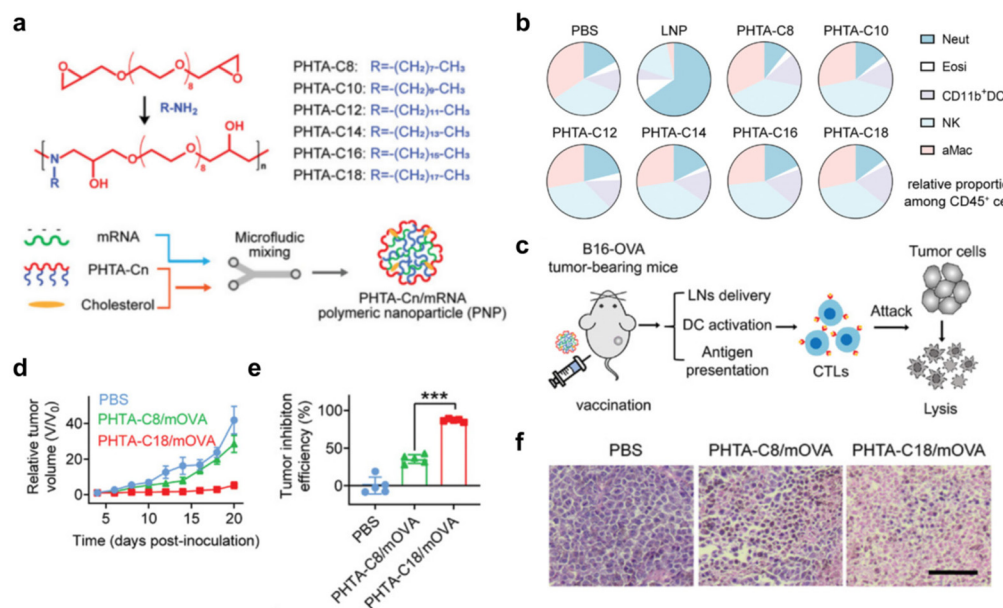 a
O
O
O
O
8
R-NH₂
N
R
OH
O
O
8
OH
n
PHTA-C8: R=-(CH₂)₇-CH₃
PHTA-C10: R=-(CH₂)₉-CH₃
PHTA-C12: R=-(CH₂)₁₁-CH₃
PHTA-C14: R=-(CH₂)₁₃-CH₃
PHTA-C16: R=-(CH₂)₁₅-CH₃
PHTA-C18: R=-(CH₂)₁₇-CH₃
mRNA
PHTA-Cn
Cholesterol
Microfludic
mixing
PHTA-Cn/mRNA
polymeric nanoparticle (PNP)
b
PBS LNP PHTA-C8 PHTA-C10
PHTA-C12 PHTA-C14 PHTA-C16 PHTA-C18
Neut
Eosi
CD11b⁺DC
NK
aMac
relative proportio
among CD45⁺ ce
c
B16-OVA
tumor-bearing mice
vaccination
LNs delivery
DC activation
Antigen
presentation
CTLs
Attack
Tumor cells
Lysis
d
Relative tumor
volume (V/V₀)
40
20
0
PBS
PHTA-C8/mOVA
PHTA-C18/mOVA
5 10 15 20
Time (days post-inoculation)
e
Tumor inhibiton
efficiency (%)
100
50
0
***
PBS
PHTA-C8/mOVA
PHTA-C18/mOVA
f
PBS PHTA-C8/mOVA PHTA-C18/mOVA